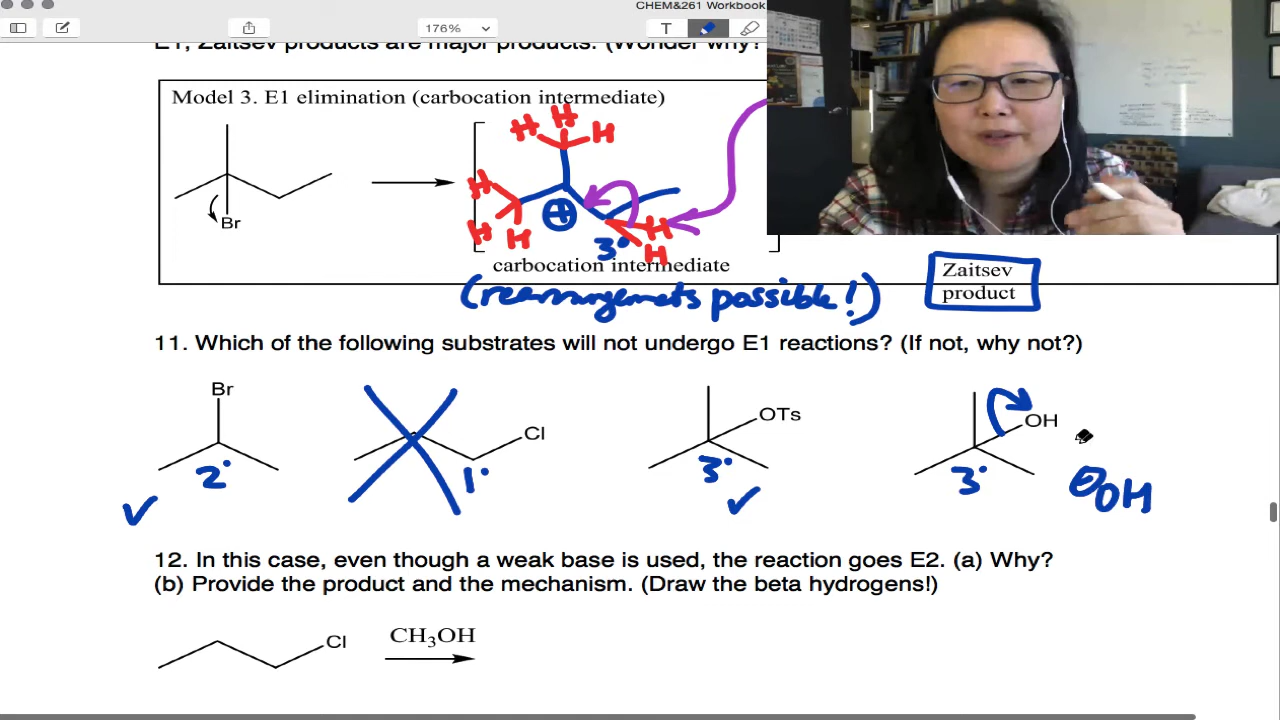 CHEM&261 Workbook
176%
T
E1, Zaitsev products are major products. (Wonder why?
Model 3. E1 elimination (carbocation intermediate)
H H H
H
Br
H H
H
H
3°
carbocation intermediate
(rearrangemets possible!)
Zaitsev
product
11. Which of the following substrates will not undergo E1 reactions? (If not, why not?)
Br
Cl
OTs
OH
2° 1° 3° 3° ⊖OH
12. In this case, even though a weak base is used, the reaction goes E2. (a) Why?
(b) Provide the product and the mechanism. (Draw the beta hydrogens!)
Cl
CH₃OH